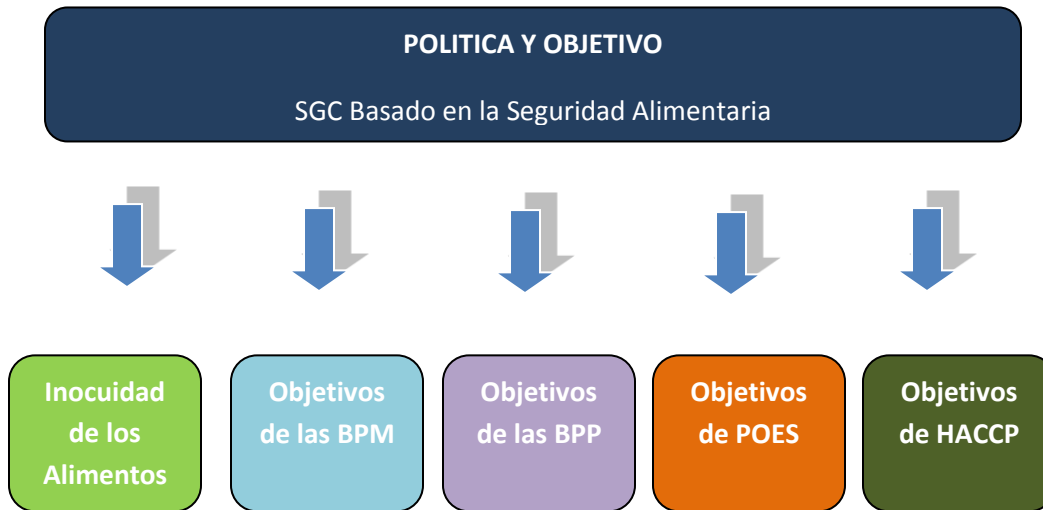 POLITICA Y OBJETIVO
SGC Basado en la Seguridad Alimentaria
Inocuidad
de los
Alimentos
Objetivos
de las BPM
Objetivos
de las BPP
Objetivos
de POES
Objetivos
de HACCP